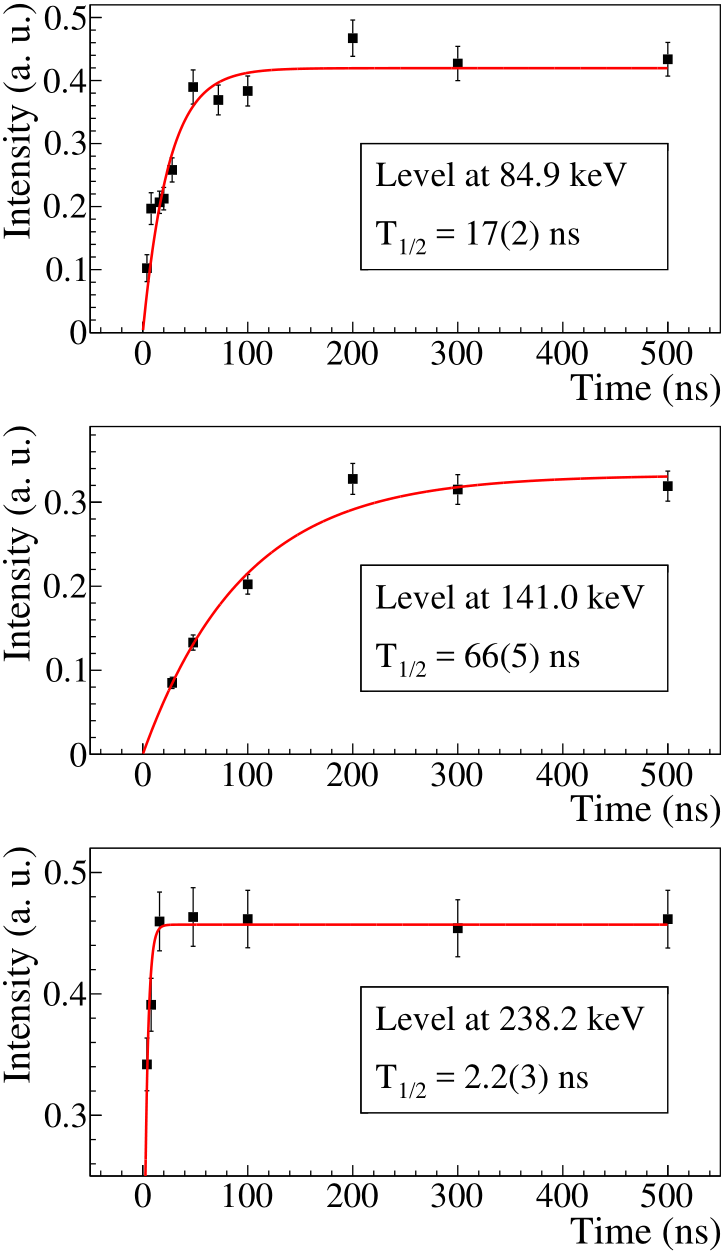 Intensity (a. u.)
0.5
0.4
0.3
0.2
0.1
0
Level at 84.9 keV
T1/2 = 17(2) ns
0 100 200 300 400 500
Time (ns)
Intensity (a. u.)
0.3
0.2
0.1
0
Level at 141.0 keV
T1/2 = 66(5) ns
0 100 200 300 400 500
Time (ns)
Intensity (a. u.)
0.5
0.4
0.3
Level at 238.2 keV
T1/2 = 2.2(3) ns
0 100 200 300 400 500
Time (ns)